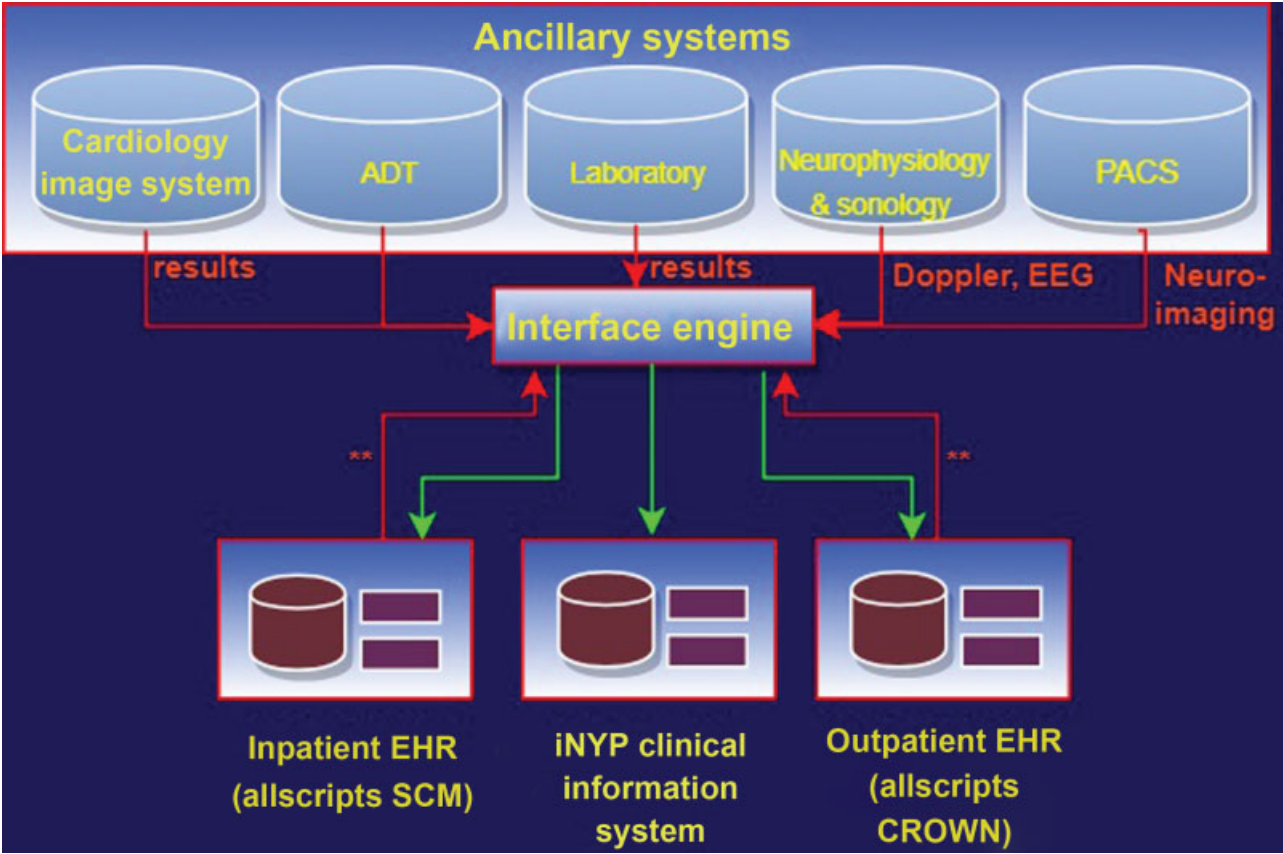 Ancillary systems
Cardiology
image system
ADT
Laboratory
Neurophysiology
& sonology
PACS
results
results
Doppler, EEG
Neuro-
imaging
Interface engine
**
**
Inpatient EHR
(allscripts SCM)
iNYP clinical
information
system
Outpatient EHR
(allscripts
CROWN)